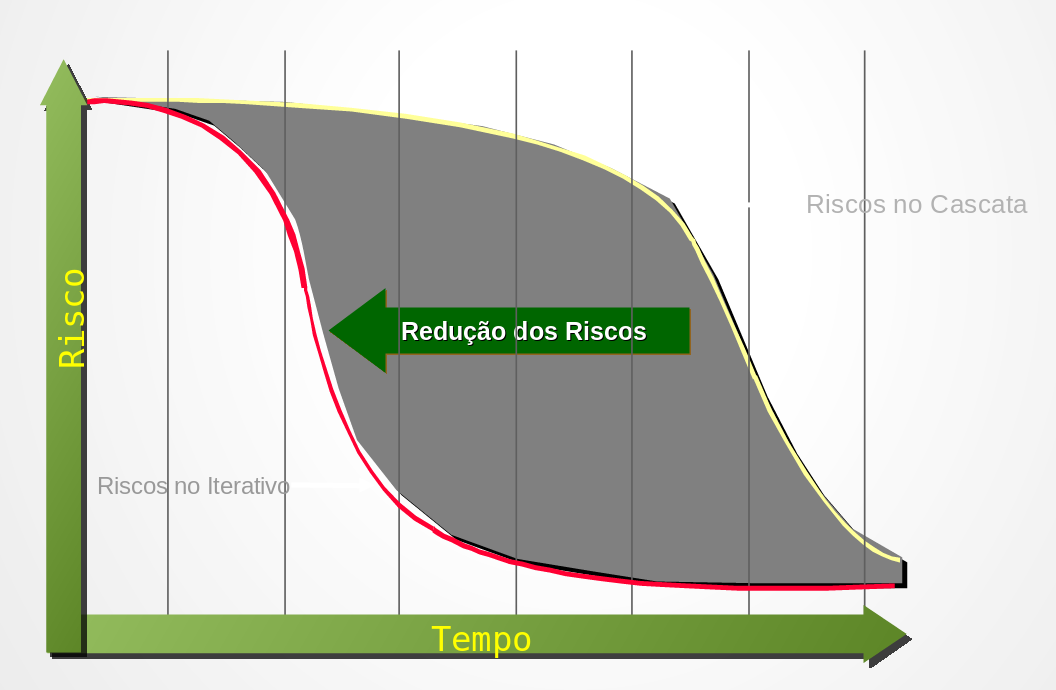 Riscos no Cascata
Risco
Redução dos Riscos
Riscos no Iterativo
Tempo